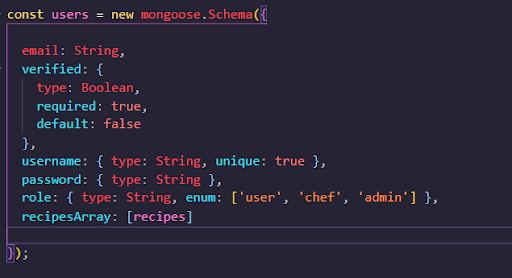 const users = new mongoose.Schema({
email: String,
verified: {
type: Boolean,
required: true,
default: false
},
username: { type: String, unique: true },
password: { type: String },
role: { type: String, enum: ['user', 'chef', 'admin'] },
recipesArray: [recipes]
});